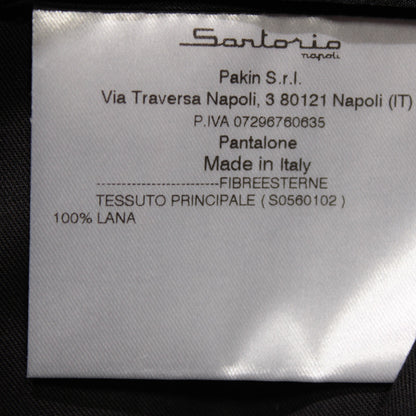 Sartorio
napoli
Pakin S.r.l.
Via Traversa Napoli, 3 80121 Napoli (IT)
P.IVA 07296760635
Pantalone
Made in Italy
--------------------------FIBREESTERNE
TESSUTO PRINCIPALE ( S0560102 )
100% LANA